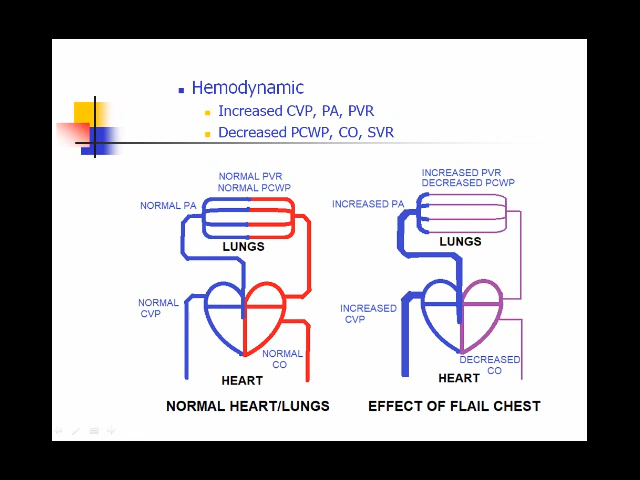 Hemodynamic
Increased CVP, PA, PVR
Decreased PCWP, CO, SVR
NORMAL PVR
NORMAL PCWP
NORMAL PA
LUNGS
NORMAL
CVP
NORMAL
CO
HEART
NORMAL HEART/LUNGS
INCREASED PVR
DECREASED PCWP
INCREASED PA
LUNGS
INCREASED
CVP
DECREASED
CO
HEART
EFFECT OF FLAIL CHEST